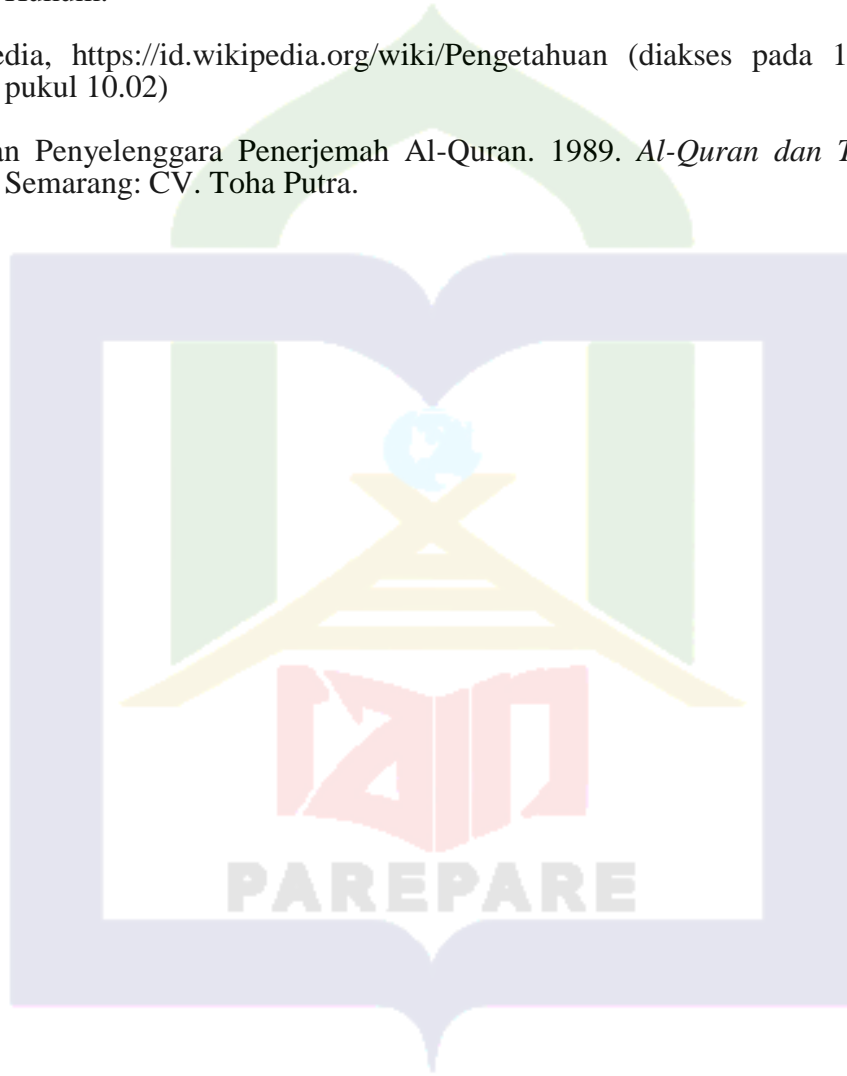 edia, https://id.wikipedia.org/wiki/Pengetahuan (diakses pada 1
pukul 10.02)
an Penyelenggara Penerjemah Al-Quran. 1989. Al-Quran dan T
Semarang: CV. Toha Putra.
iain
PAREPARE